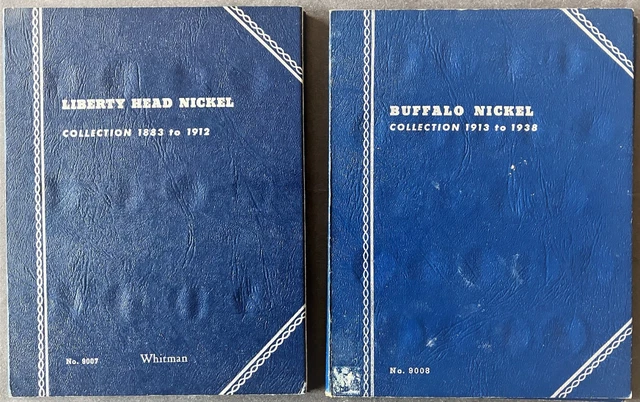 LIBERTY HEAD NICKEL
COLLECTION 1883 to 1912
No. 9007
Whitman
BUFFALO NICKEL
COLLECTION 1913 to 1938
No. 9008